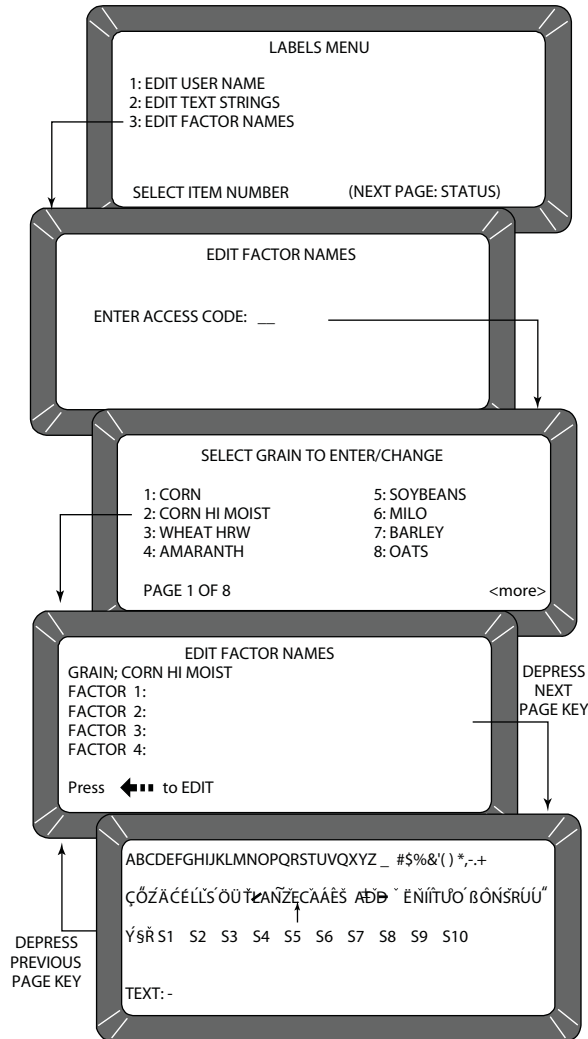 LABELS MENU
1: EDIT USER NAME
2: EDIT TEXT STRINGS
3: EDIT FACTOR NAMES
SELECT ITEM NUMBER (NEXT PAGE: STATUS)
EDIT FACTOR NAMES
ENTER ACCESS CODE: __
SELECT GRAIN TO ENTER/CHANGE
1: CORN 5: SOYBEANS
2: CORN HI MOIST 6: MILO
3: WHEAT HRW 7: BARLEY
4: AMARANTH 8: OATS
PAGE 1 OF 8 <more>
EDIT FACTOR NAMES
GRAIN; CORN HI MOIST
FACTOR 1:
FACTOR 2:
FACTOR 3:
FACTOR 4:
Press to EDIT
DEPRESS
NEXT
PAGE KEY
ABCDEFGHIJKLMNOPQRSTUVQXYZ _ #$%&'( ) *,-.+
Ý§Ř S1 S2 S3 S4 S5 S6 S7 S8 S9 S10
TEXT: -
DEPRESS
PREVIOUS
PAGE KEY